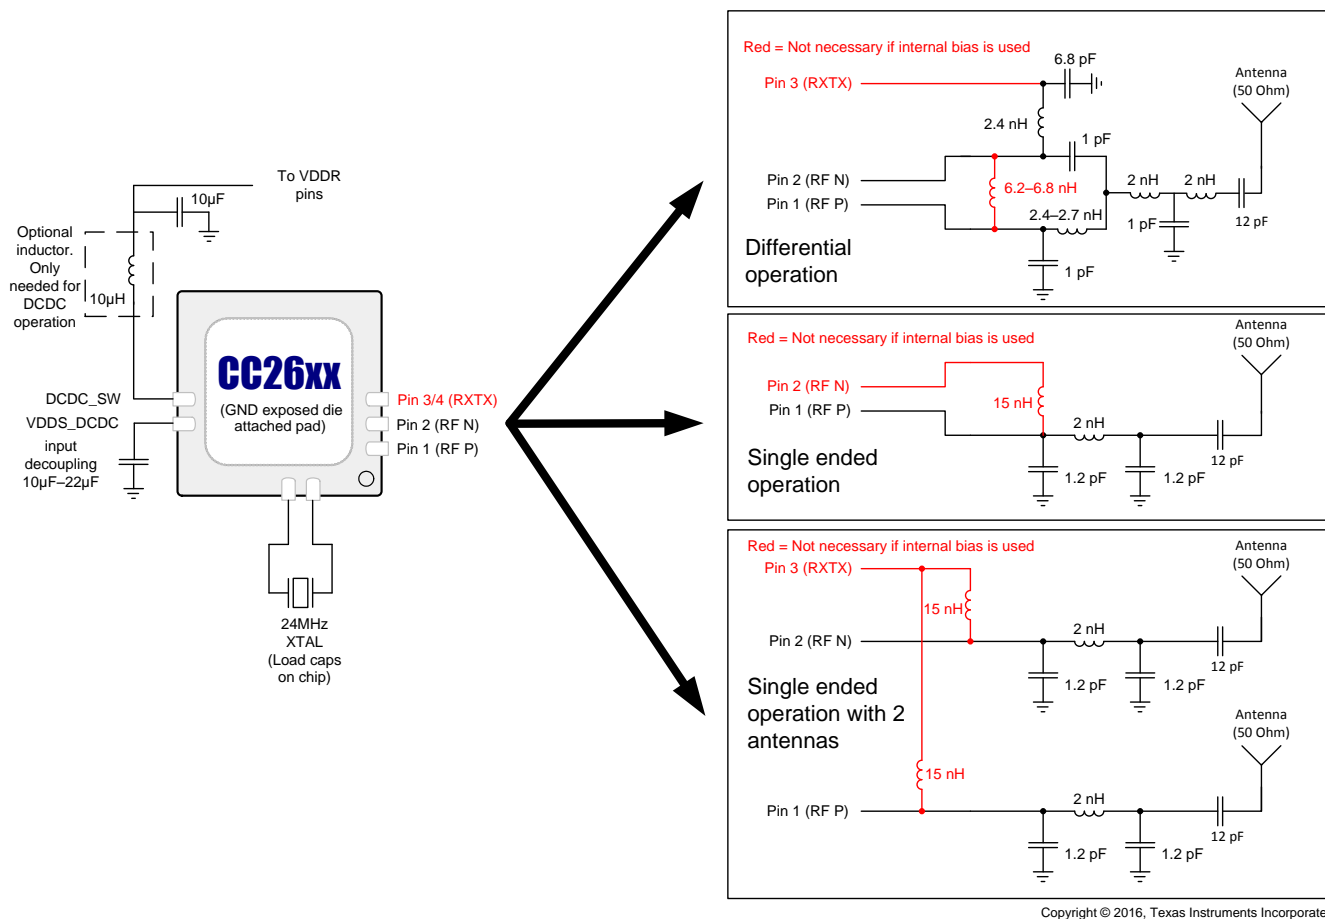 To VDDR
pins
10µF
Optional
inductor.
Only
needed for
DCDC
operation
10µH
CC26xx
(GND exposed die
attached pad)
DCDC_SW
VDDS_DCDC
input
decoupling
10µF–22µF
Pin 3/4 (RXTX)
Pin 2 (RF N)
Pin 1 (RF P)
24MHz
XTAL
(Load caps
on chip)
Red = Not necessary if internal bias is used
Pin 3 (RXTX)
6.8 pF
Antenna
(50 Ohm)
2.4 nH
1 pF
Pin 2 (RF N)
6.2–6.8 nH
2 nH
2 nH
Pin 1 (RF P)
2.4–2.7 nH
1 pF
12 pF
Differential
operation
1 pF
Red = Not necessary if internal bias is used
Antenna
(50 Ohm)
Pin 2 (RF N)
15 nH
Pin 1 (RF P)
2 nH
12 pF
Single ended
operation
1.2 pF
1.2 pF
Red = Not necessary if internal bias is used
Antenna
(50 Ohm)
Pin 3 (RXTX)
15 nH
Pin 2 (RF N)
2 nH
12 pF
1.2 pF
1.2 pF
Single ended
operation with 2
antennas
Antenna
(50 Ohm)
15 nH
Pin 1 (RF P)
2 nH
12 pF
1.2 pF
1.2 pF
Copyright © 2016, Texas Instruments Incorporate